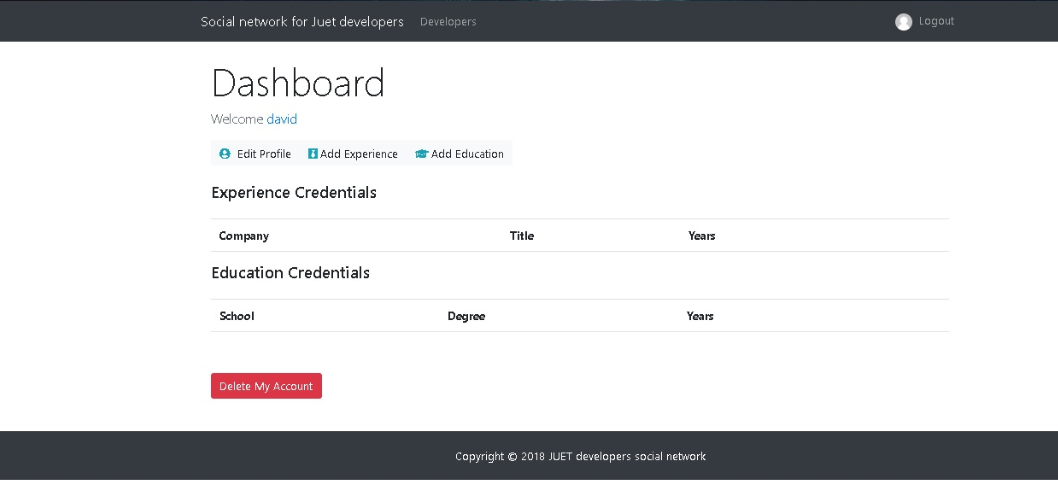 Social network for Juet developers Developers Logout
Dashboard
Welcome david
Edit Profile Add Experience Add Education
Experience Credentials
Company Title Years
Education Credentials
School Degree Years
Delete My Account
Copyright © 2018 JUET developers social network